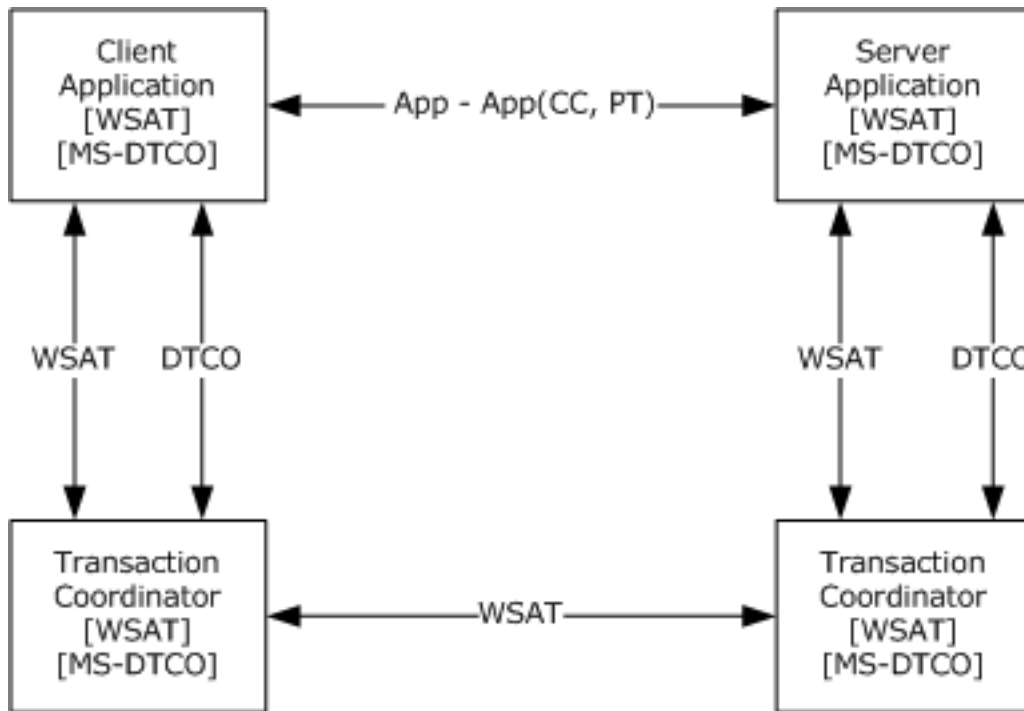 Client
Application
[WSAT]
[MS-DTCO]
App - App(CC, PT)
Server
Application
[WSAT]
[MS-DTCO]
WSAT
DTCO
WSAT
DTCO
Transaction
Coordinator
[WSAT]
[MS-DTCO]
WSAT
Transaction
Coordinator
[WSAT]
[MS-DTCO]